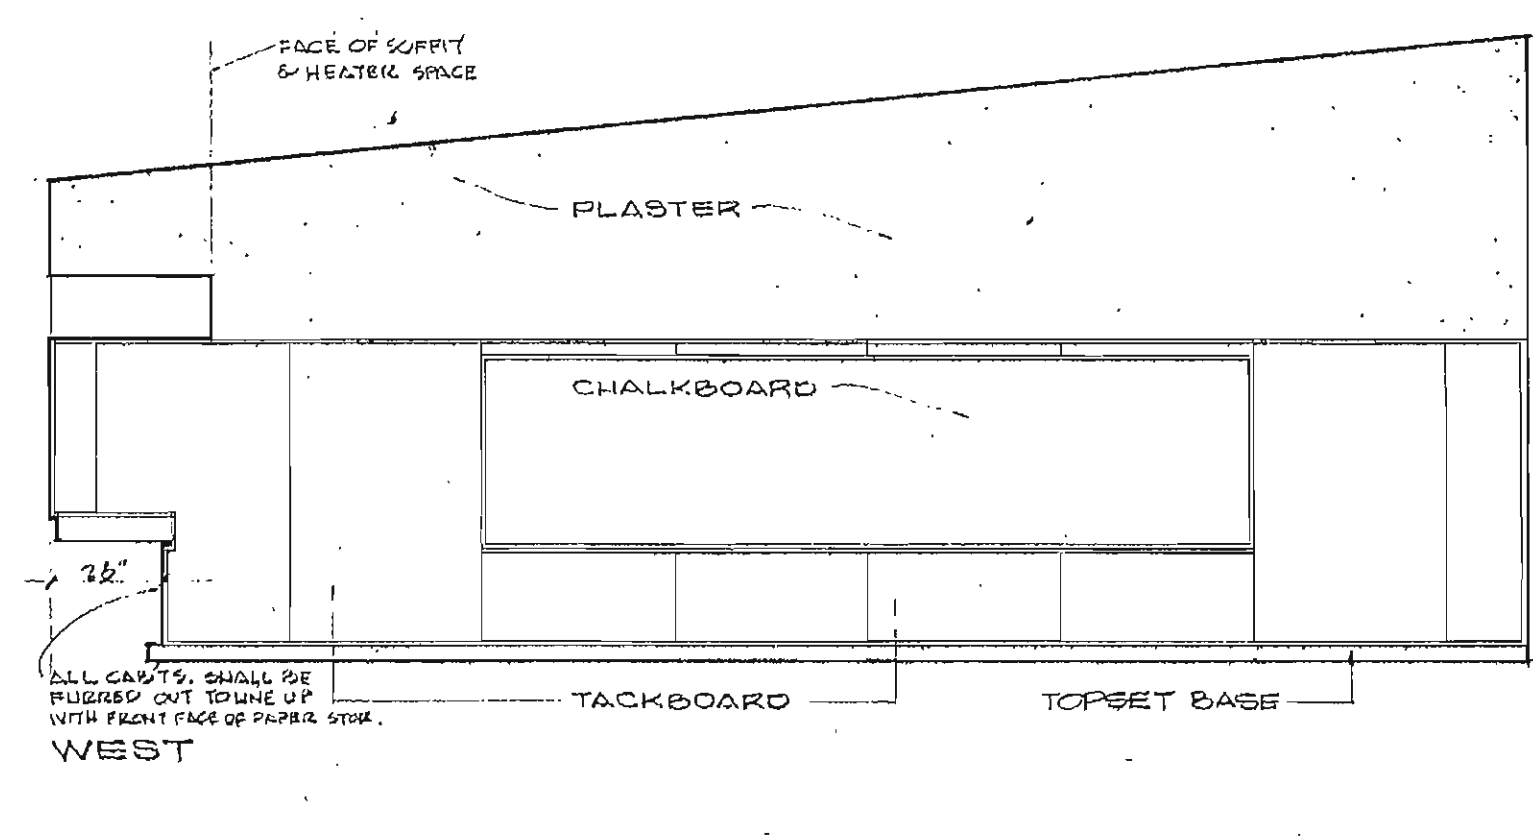 FACE OF SOFFIT
& HEATER SPACE
PLASTER
CHALKBOARD
26"
ALL CAB'TS. SHALL BE
FURRED OUT TO LINE UP
WITH FRONT FACE OF PAPER STOR.
TACKBOARD
TOPSET BASE
WEST